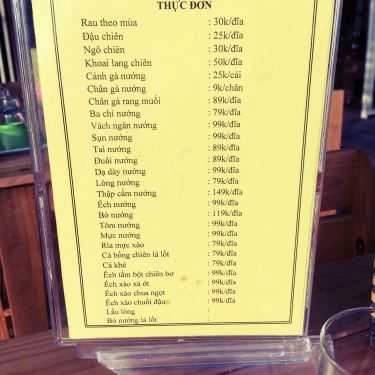 THỰC ĐƠN
Rau theo mùa : 30k/đĩa
Đậu chiên : 25k/đĩa
Ngô chiên : 30k/đĩa
Khoai lang chiên : 50k/đĩa
Cánh gà nướng : 25k/cái
Chân gà nướng : 9k/chân
Chân gà rang muối : 89k/đĩa
Ba chỉ nướng : 79k/đĩa
Vách ngăn nướng : 99k/đĩa
Sụn nướng : 99k/đĩa
Tai nướng : 89k/đĩa
Đuôi nướng : 89k/đĩa
Dạ dày nướng : 99k/đĩa
Lòng nướng : 79k/đĩa
Thập cẩm nướng : 149k/đĩa
Ếch nướng : 99k/đĩa
Bò nướng : 119k/đĩa
Tôm nướng : 99k/đĩa
Mực nướng : 99k/đĩa
Ria mực xào : 79k/đĩa
Cá bống chiên lá lốt : 79k/đĩa
Cá khê : 79k/đĩa
Ếch tẩm bột chiên bơ : 99k/đĩa
Ếch xào xả ớt : 99k/đĩa
Ếch xào chua ngọt : 99k/đĩa
Ếch xào chuối đậu : 99k/đĩa
Lẩu lòng :
Bò nướng lá lốt :